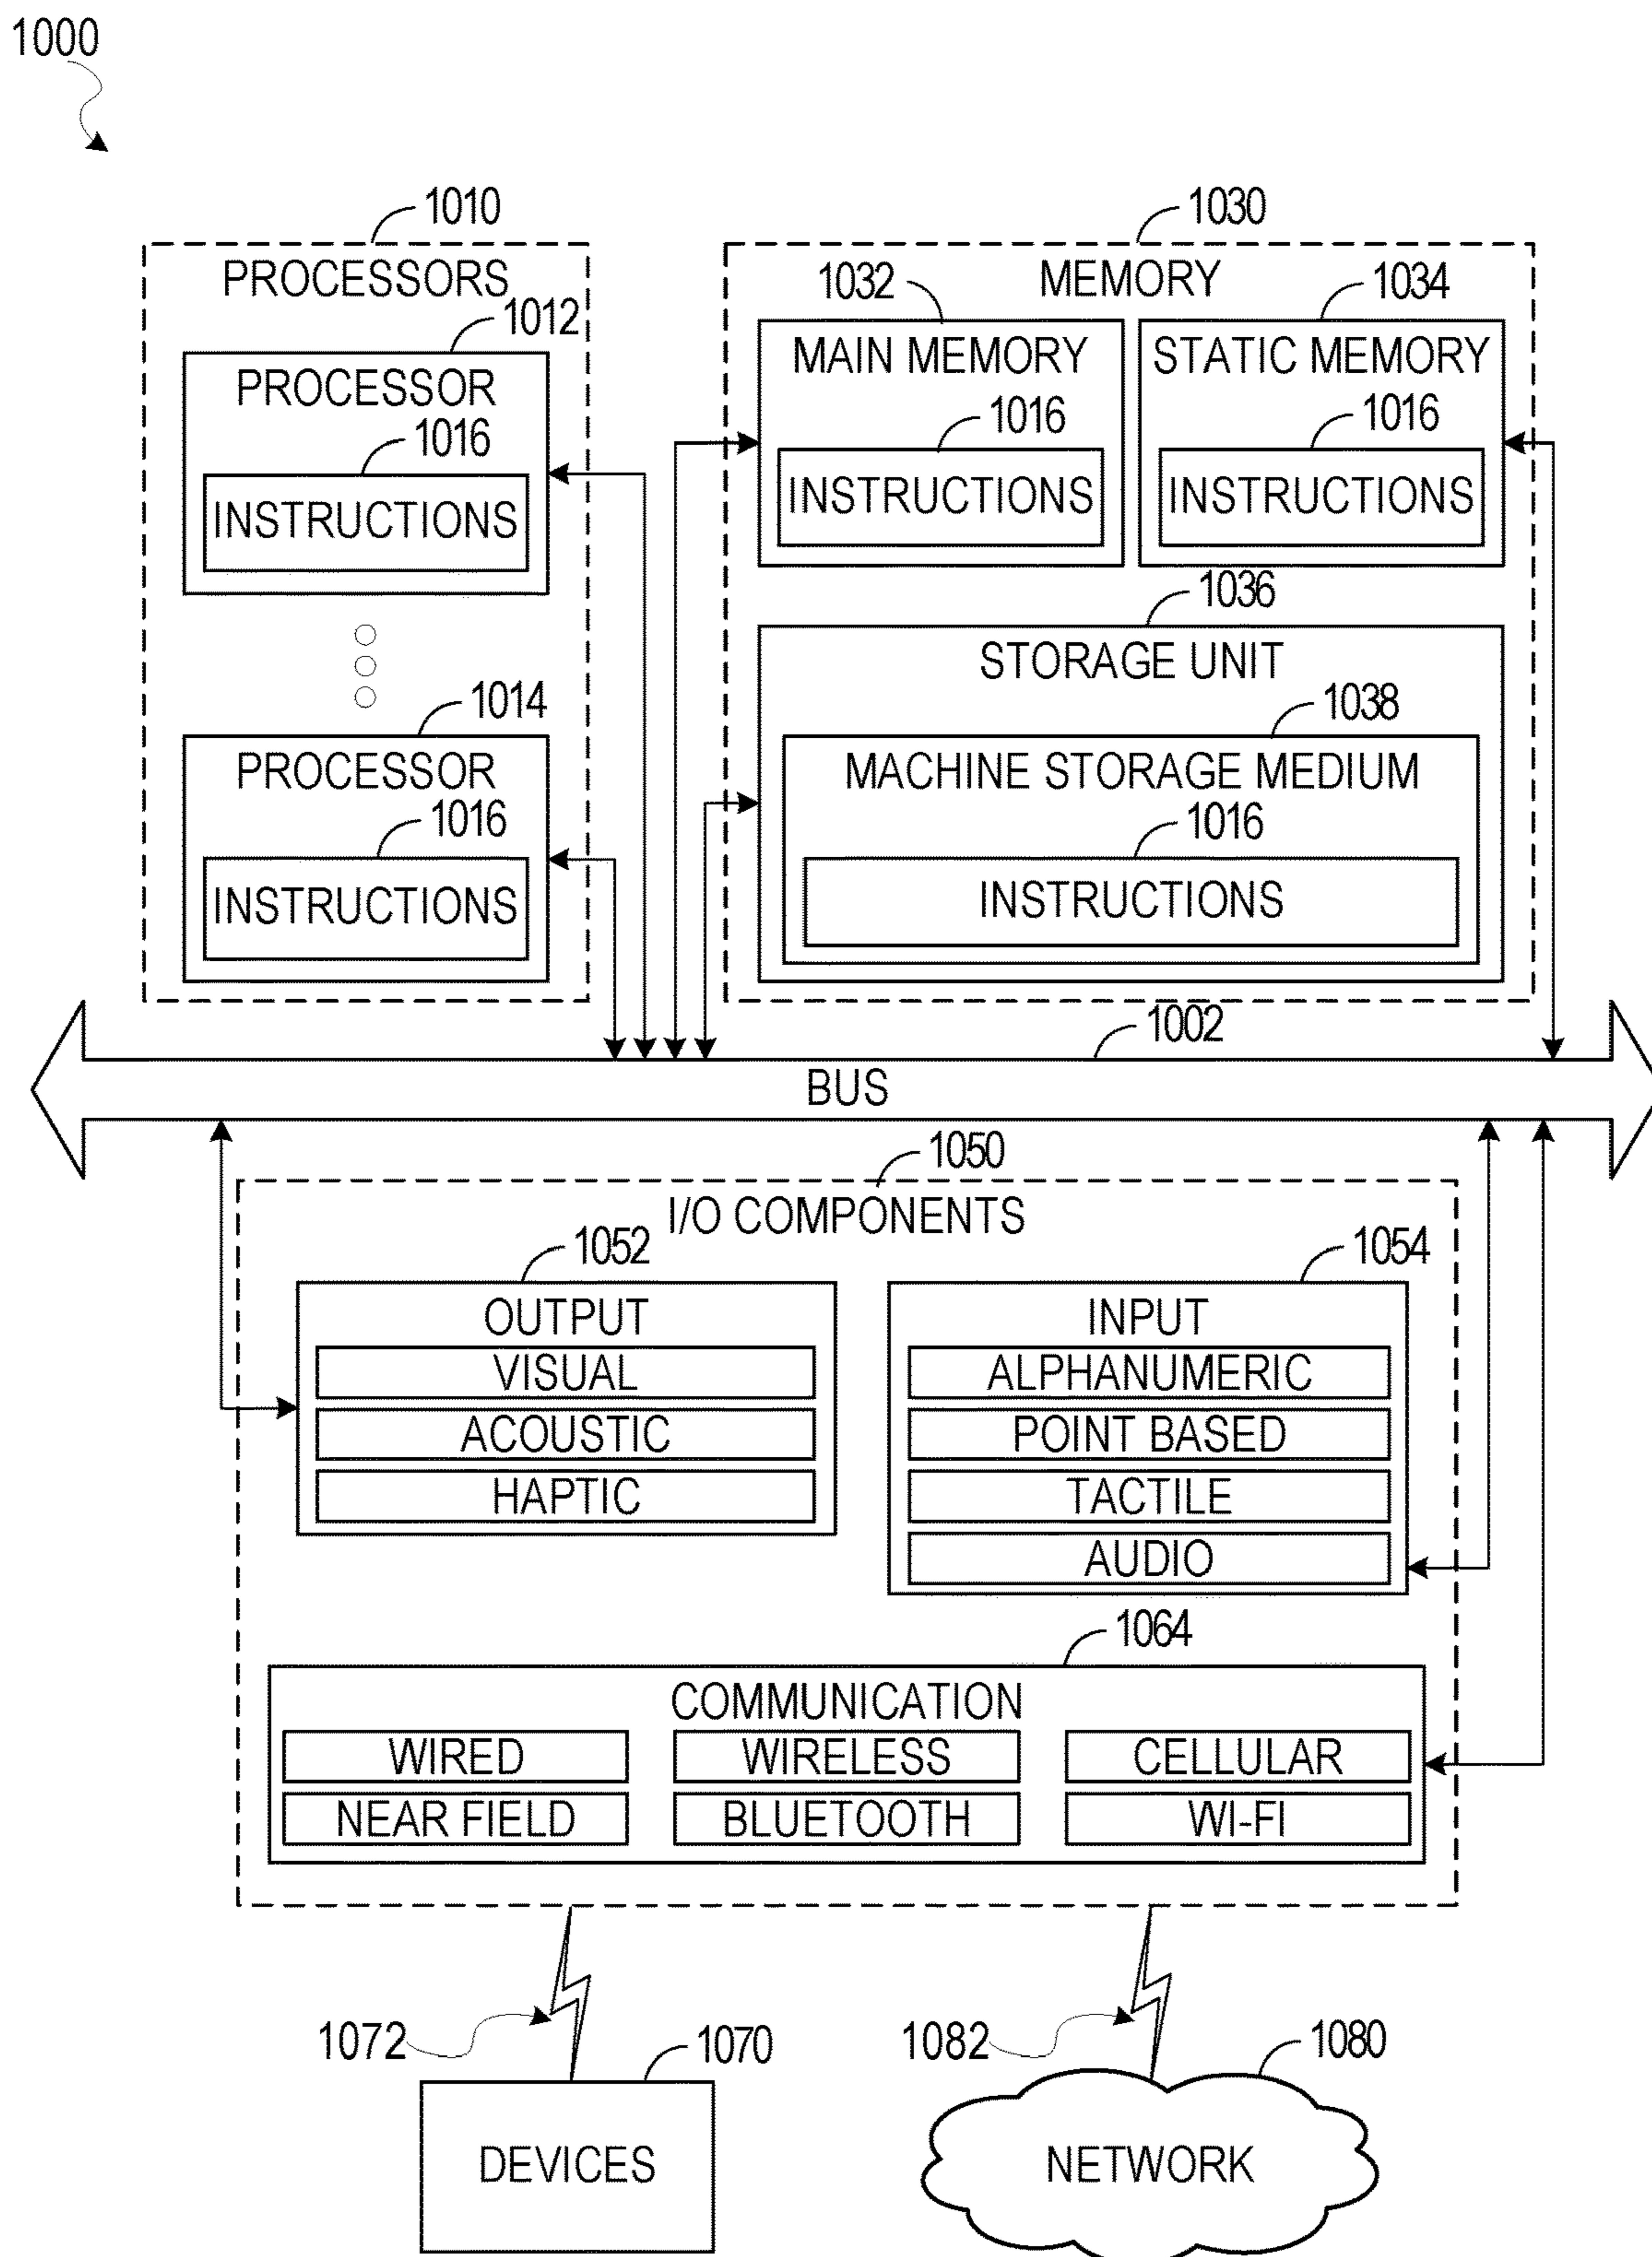 1000
1010
1030
PROCESSORS
MEMORY
1012
1032
1034
PROCESSOR
MAIN MEMORY
STATIC MEMORY
1016
1016
1016
INSTRUCTIONS
INSTRUCTIONS
INSTRUCTIONS
1036
STORAGE UNIT
1014
1038
PROCESSOR
MACHINE STORAGE MEDIUM
1016
1016
INSTRUCTIONS
INSTRUCTIONS
1002
BUS
1050
I/O COMPONENTS
1052
1054
OUTPUT
INPUT
VISUAL
ALPHANUMERIC
ACOUSTIC
POINT BASED
HAPTIC
TACTILE
AUDIO
1064
COMMUNICATION
WIRED
WIRELESS
CELLULAR
NEAR FIELD
BLUETOOTH
WI-FI
1072
1070
1082
1080
DEVICES
NETWORK